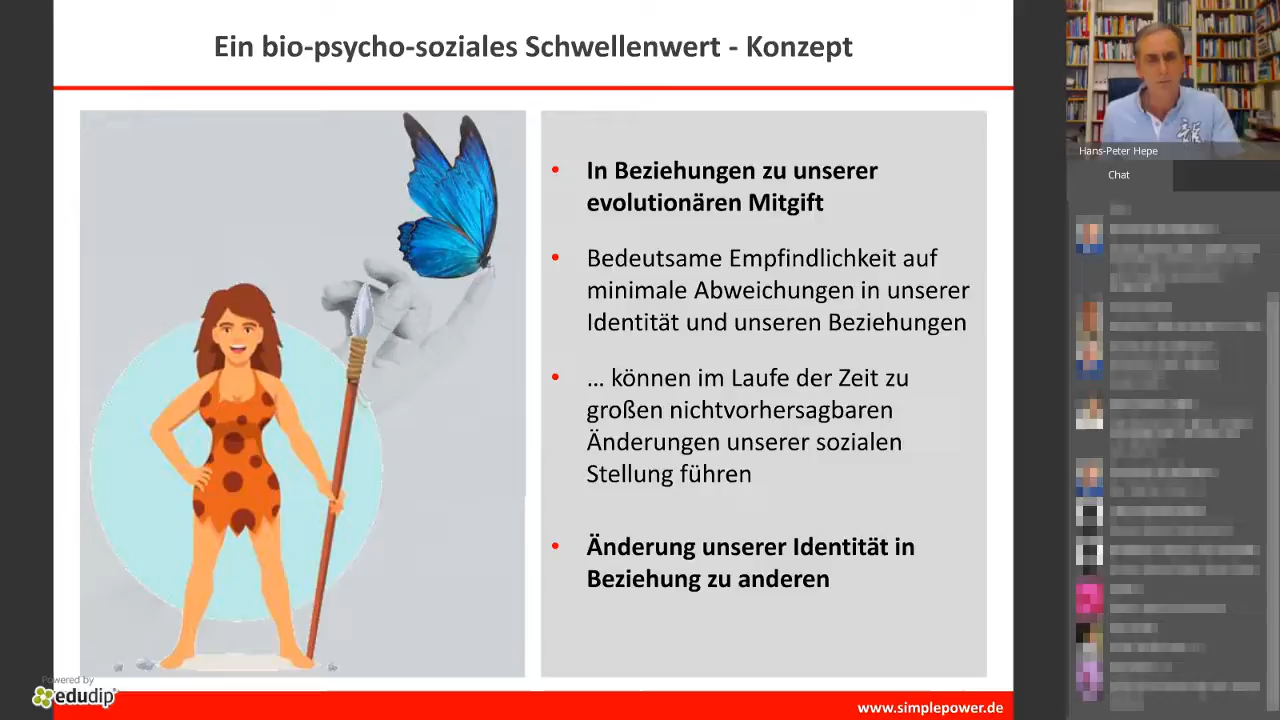 Ein bio-psycho-soziales Schwellenwert - Konzept
• In Beziehungen zu unserer
evolutionären Mitgift
• Bedeutsame Empfindlichkeit auf
minimale Abweichungen in unserer
Identität und unseren Beziehungen
• … können im Laufe der Zeit zu
großen nichtvorhersagbaren
Änderungen unserer sozialen
Stellung führen
• Änderung unserer Identität in
Beziehung zu anderen
Powered by
edudip
www.simplepower.de
Hans-Peter Hepe
Chat